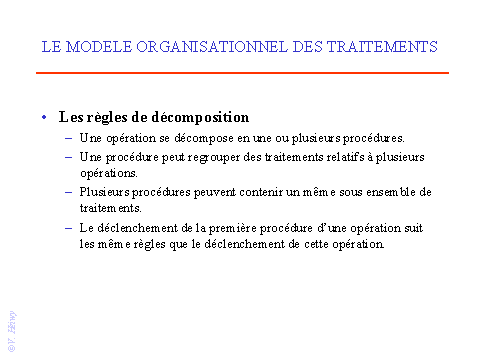 LE MODELE ORGANISATIONNEL DES TRAITEMENTS
• Les règles de décomposition
– Une opération se décompose en une ou plusieurs procédures.
– Une procédure peut regrouper des traitements relatifs à plusieurs
opérations.
– Plusieurs procédures peuvent contenir un même sous ensemble de
traitements.
– Le déclenchement de la première procédure d'une opération suit
les même règles que le déclenchement de cette opération.